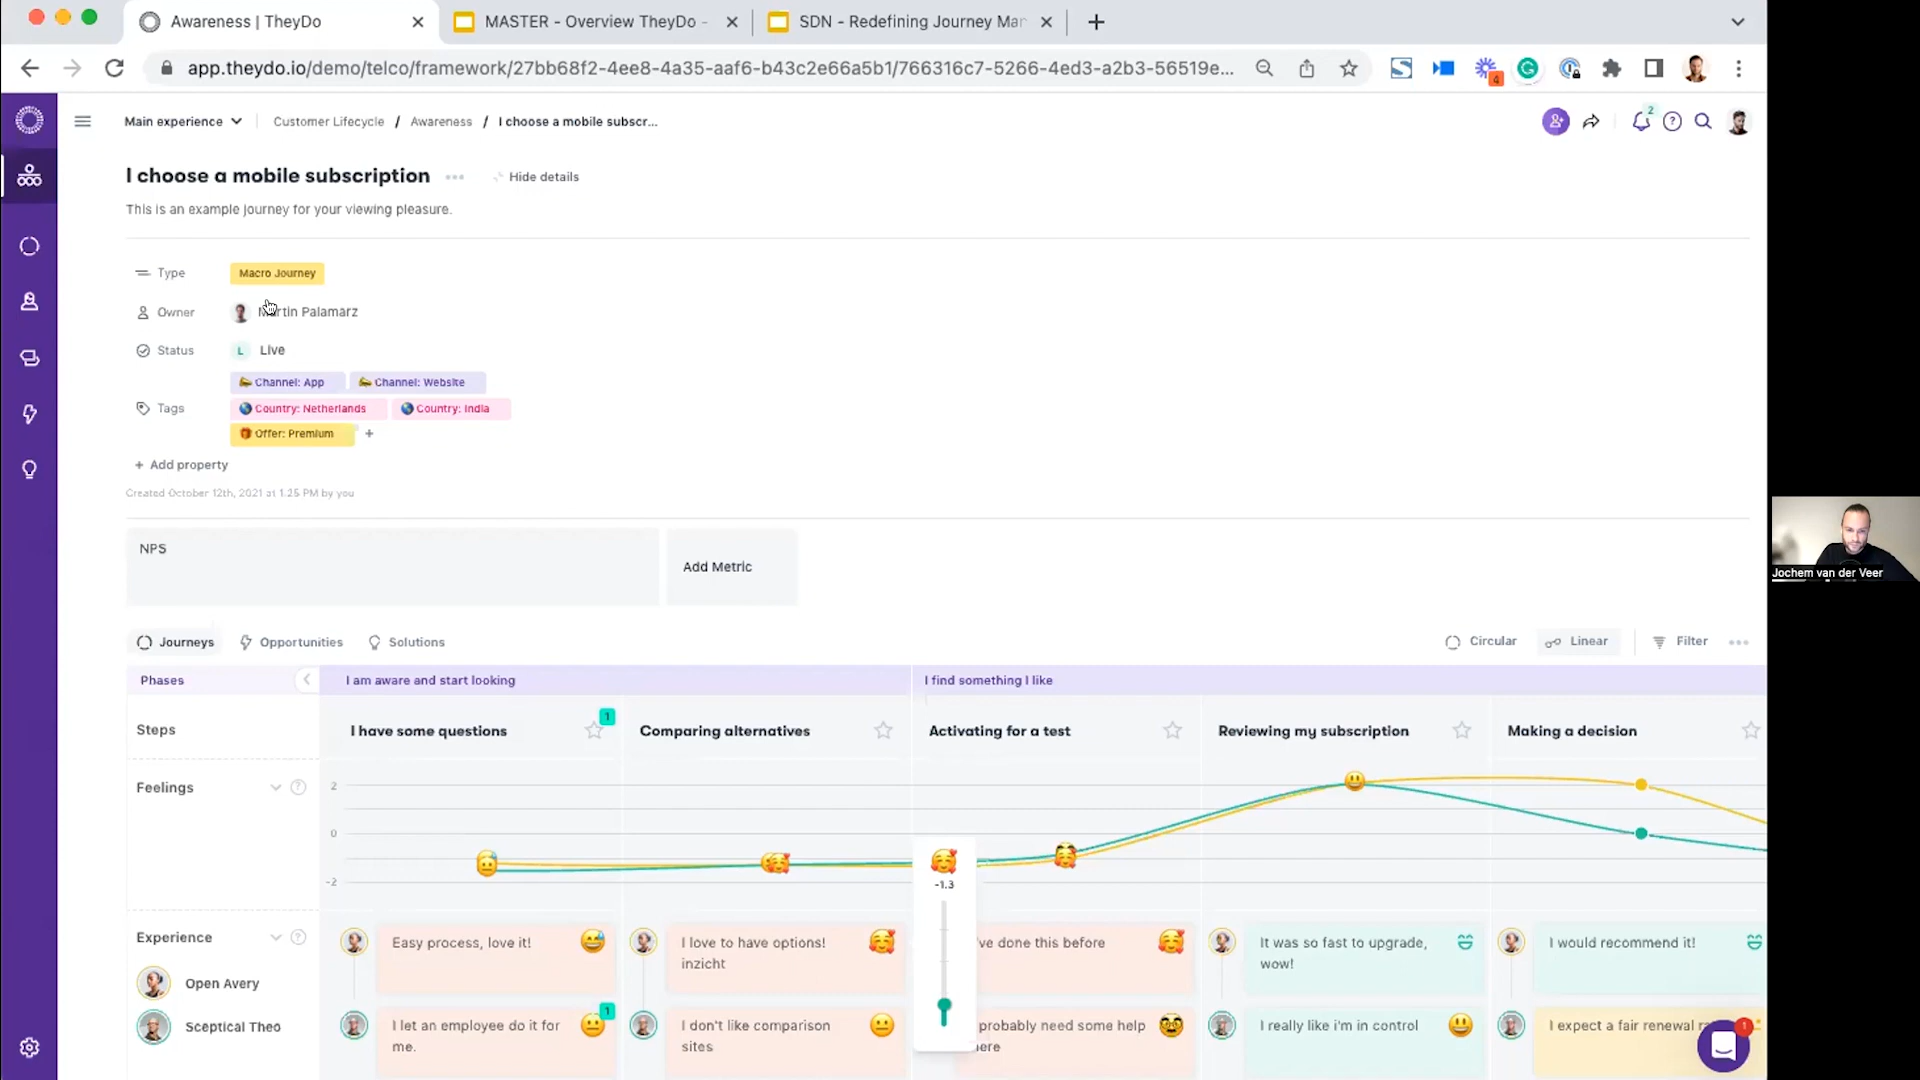 Awareness | TheyDo
MASTER - Overview TheyDo -
SDN - Redefining Journey Man
app.theydo.io/demo/telco/framework/27bb68f2-4ee8-4a35-aaf6-b43c2e66a5b1/766316c7-5266-4ed3-a2b3-56519e...
4
Main experience
Customer Lifecycle / Awareness / I choose a mobile subscr...
2
I choose a mobile subscription
Hide details
This is an example journey for your viewing pleasure.
Type
Macro Journey
Owner
Martin Palamarz
Status
L Live
Channel: App
Channel: Website
Tags
Country: Netherlands
Country: India
Offer: Premium
+
+ Add property
Created October 12th, 2021 at 1:25 PM by you
NPS
Add Metric
Jochem van der Veer
Journeys
Opportunities
Solutions
Circular
Linear
Filter
Phases
I am aware and start looking
I find something I like
Steps
I have some questions
1
Comparing alternatives
Activating for a test
Reviewing my subscription
Making a decision
Feelings
2
0
-2
-1.3
Experience
Open Avery
Sceptical Theo
Easy process, love it!
I love to have options!
inzicht
've done this before
It was so fast to upgrade,
wow!
I would recommend it!
I let an employee do it for
me.
1
I don't like comparison
sites
probably need some help
here
I really like i'm in control
I expect a fair renewal
1